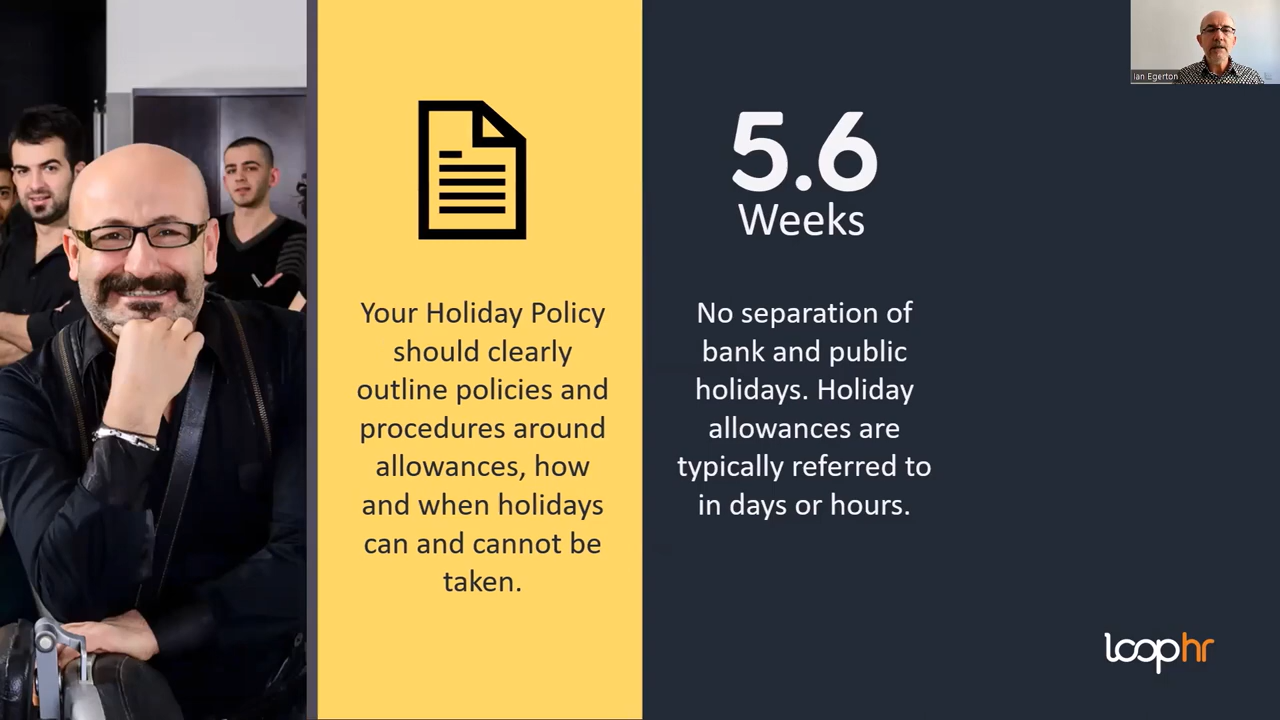 Ian Egerton
Your Holiday Policy
should clearly
outline policies and
procedures around
allowances, how
and when holidays
can and cannot be
taken.
5.6
Weeks
No separation of
bank and public
holidays. Holiday
allowances are
typically referred to
in days or hours.
loophr